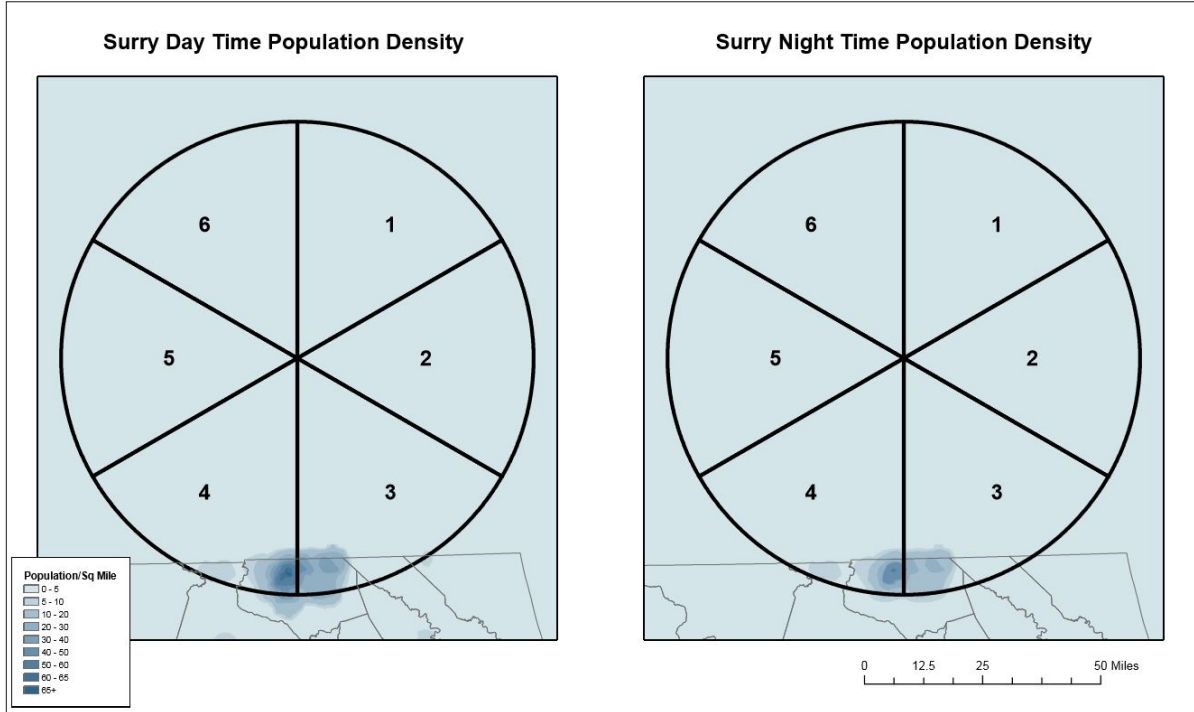 Surry Day Time Population Density
Surry Night Time Population Density
6
1
5
2
4
3
6
1
5
2
4
3
Population/Sq Mile
0 - 5
5 - 10
10 - 20
20 - 30
30 - 40
40 - 50
50 - 60
60 - 65
65+
0 12.5 25 50 Miles